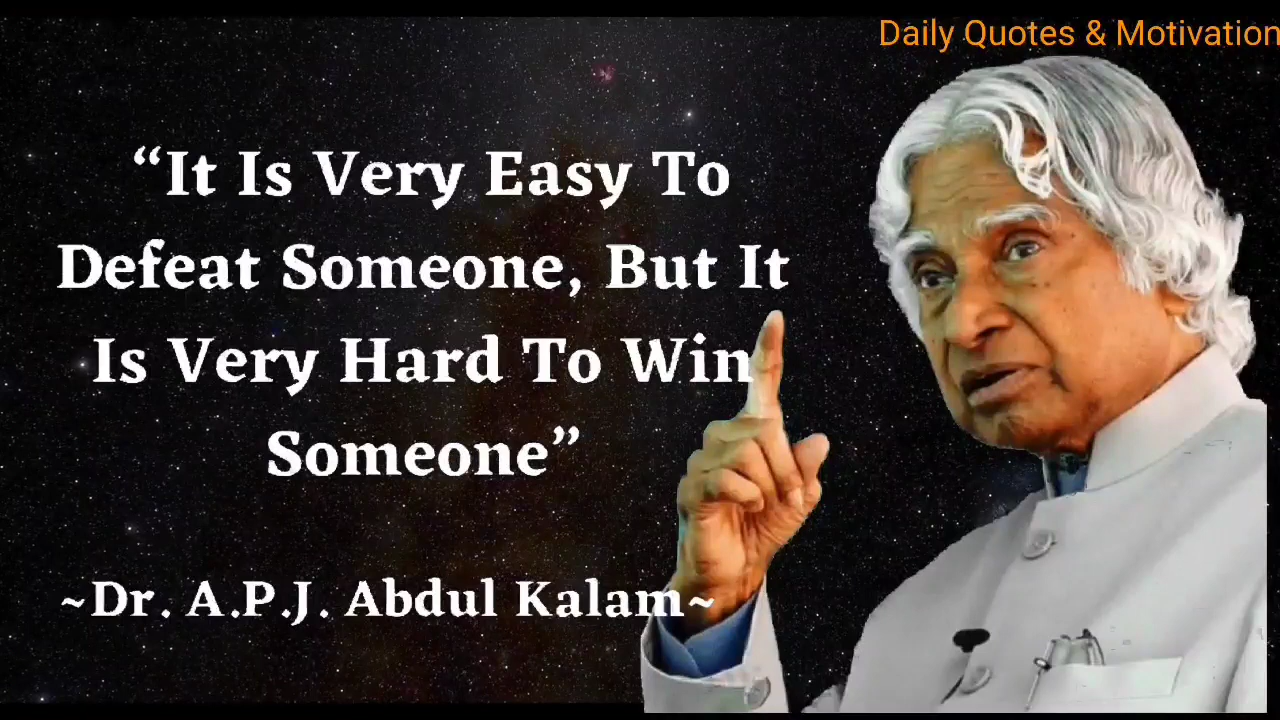 Daily Quotes & Motivation
“It Is Very Easy To
Defeat Someone, But It
Is Very Hard To Win
Someone”
~Dr. A.P.J. Abdul Kalam~